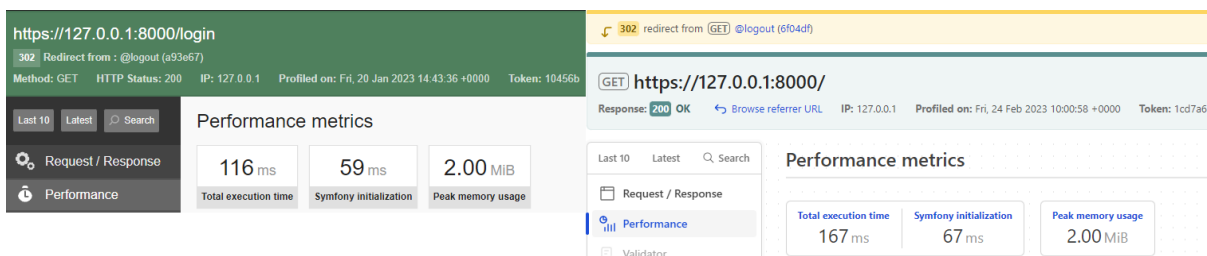 https://127.0.0.1:8000/login
302 Redirect from : @logout (a93e67)
Method: GET HTTP Status: 200 IP: 127.0.0.1 Profiled on: Fri, 20 Jan 2023 14:43:36 +0000 Token: 10456b
Last 10 Latest Search
Performance metrics
Request / Response
Performance
116 ms
Total execution time
59 ms
Symfony initialization
2.00 MiB
Peak memory usage
302 redirect from GET @logout (6f04df)
GET https://127.0.0.1:8000/
Response: 200 OK Browse referrer URL IP: 127.0.0.1 Profiled on: Fri, 24 Feb 2023 10:00:58 +0000 Token: 1cd7a6
Last 10 Latest Search
Performance metrics
Request / Response
Performance
Validator
Total execution time
167 ms
Symfony initialization
67 ms
Peak memory usage
2.00 MiB